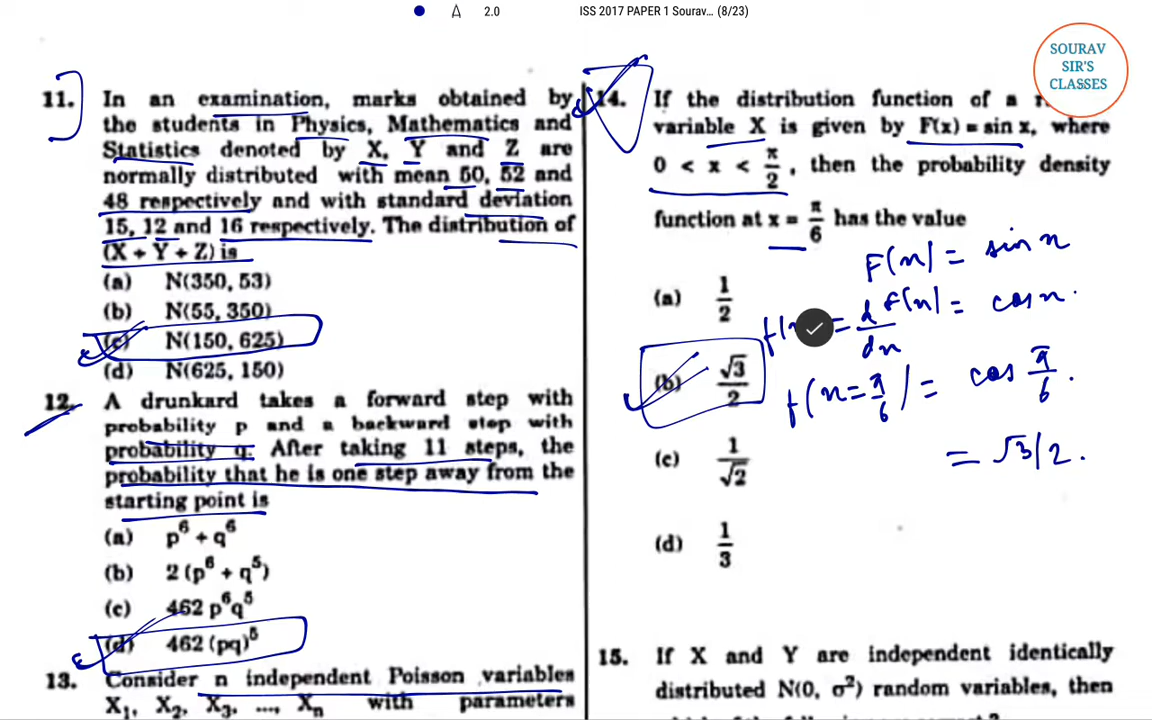 2.0
ISS 2017 PAPER 1 Sourav... (8/23)
SOURAV
SIR'S
CLASSES
11. In an examination, marks obtained by
the students in Physics, Mathematics and
Statistics denoted by X, Y and Z are
normally distributed with mean 50, 52 and
48 respectively and with standard deviation
15, 12 and 16 respectively. The distribution of
(X + Y + Z) is
(a) N(350, 53)
(b) N(55, 350)
(c) N(150, 625)
(d) N(625, 150)
12. A drunkard takes a forward step with
probability p and a backward step with
probability q. After taking 11 steps, the
probability that he is one step away from the
starting point is
(a) p⁶ + q⁶
(b) 2 (p⁶ + q⁵)
(c) 462 p⁶q⁵
(d) 462 (pq)⁵
13. Consider n independent Poisson variables
X₁, X₂, X₃, ..., Xₙ with parameters
14. If the distribution function of a
variable X is given by F(x) = sin x, where
0 < x < π/2, then the probability density
function at x = π/6 has the value
(a) 1/2
(b) √3/2
(c) 1/√2
(d) 1/3
F(x) = sin x
= d/dx F(x) = cos x.
f(x = π/6) = cos π/6.
= √3/2.
15. If X and Y are independent identically
distributed N(0, σ²) random variables, then